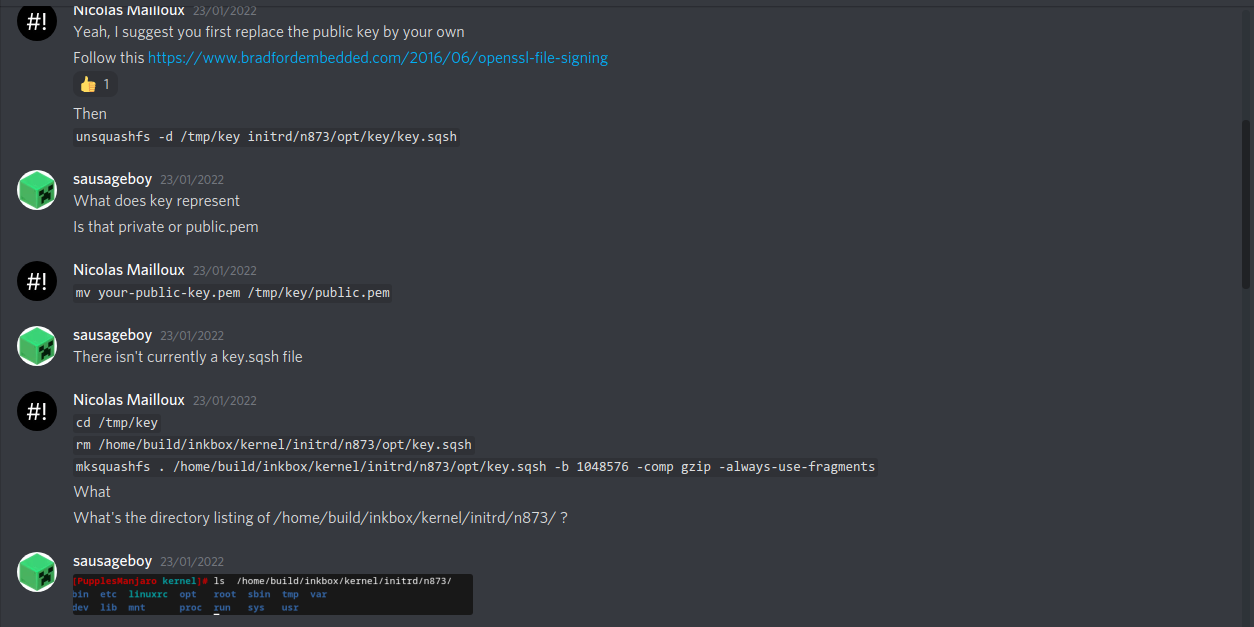 #!
Nicolas Mailloux 23/01/2022
Yeah, I suggest you first replace the public key by your own
Follow this https://www.bradfordembedded.com/2016/06/openssl-file-signing
👍 1
Then
unsquashfs -d /tmp/key initrd/n873/opt/key/key.sqsh
sausageboy 23/01/2022
What does key represent
Is that private or public.pem
#!
Nicolas Mailloux 23/01/2022
mv your-public-key.pem /tmp/key/public.pem
sausageboy 23/01/2022
There isn't currently a key.sqsh file
#!
Nicolas Mailloux 23/01/2022
cd /tmp/key
rm /home/build/inkbox/kernel/initrd/n873/opt/key.sqsh
mksquashfs . /home/build/inkbox/kernel/initrd/n873/opt/key.sqsh -b 1048576 -comp gzip -always-use-fragments
What
What's the directory listing of /home/build/inkbox/kernel/initrd/n873/ ?
sausageboy 23/01/2022
[PupplesManjaro kernel]# ls /home/build/inkbox/kernel/initrd/n873/
bin etc linuxrc opt root sbin tmp var
dev lib mnt proc run sys usr